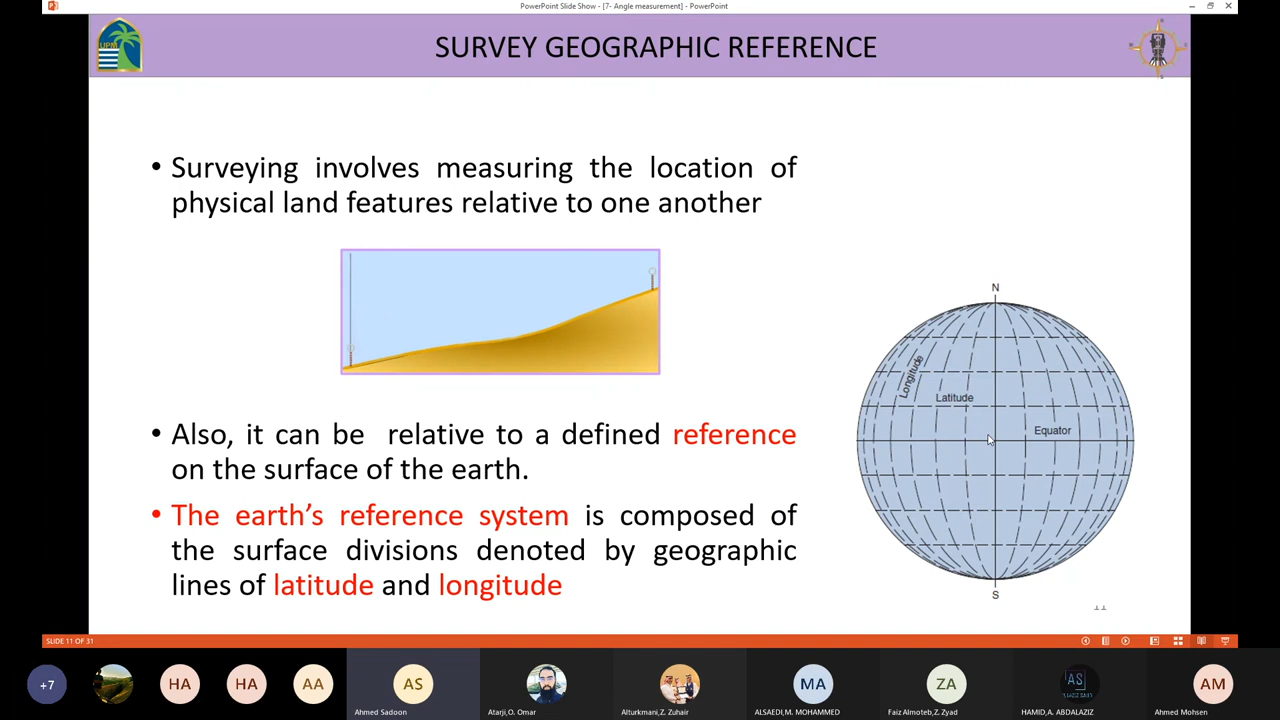 PowerPoint Slide Show - [7- Angle measurement] - PowerPoint
UPM
SURVEY GEOGRAPHIC REFERENCE
• Surveying involves measuring the location of
physical land features relative to one another
• Also, it can be relative to a defined reference
on the surface of the earth.
• The earth's reference system is composed of
the surface divisions denoted by geographic
lines of latitude and longitude
N
Longitude
Latitude
Equator
S
SLIDE 11 OF 31
+7
HA
HA
AA
AS
MA
ZA
AS
AM
Ahmed Sadoon
Atarji,O. Omar
Alturkmani,Z. Zuhair
ALSAEDI,M. MOHAMMED
Faiz Almoteb,Z. Zyad
HAMID,A. ABDALAZIZ
Ahmed Mohsen